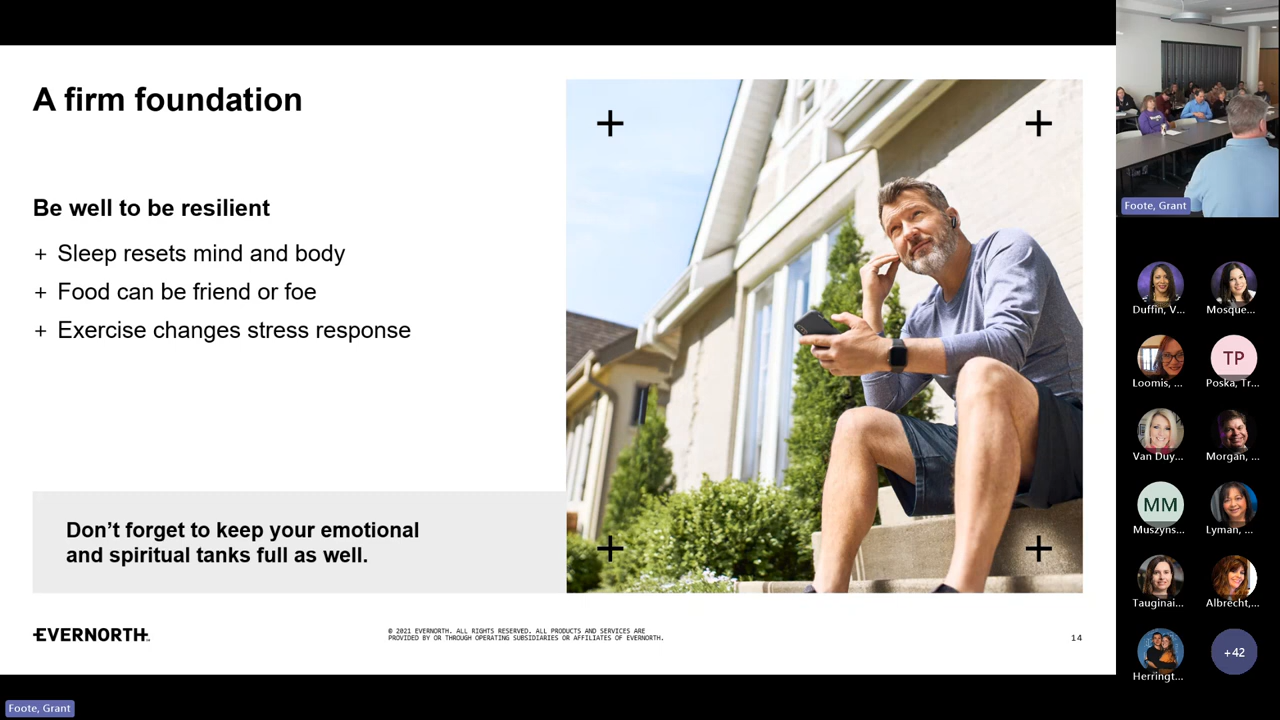 A firm foundation
Be well to be resilient
+ Sleep resets mind and body
+ Food can be friend or foe
+ Exercise changes stress response
Don’t forget to keep your emotional
and spiritual tanks full as well.
EVERNORTH
© 2021 EVERNORTH. ALL RIGHTS RESERVED. ALL PRODUCTS AND SERVICES ARE
PROVIDED BY OR THROUGH OPERATING SUBSIDIARIES OR AFFILIATES OF EVERNORTH.
14
Foote, Grant
Foote, Grant
Duffin, V...
Mosque...
Loomis, ...
TP
Poska, Tr...
Van Duy...
Morgan, ...
MM
Muszyns...
Lyman, ...
Tauginai...
Albrecht,...
Herringt...
+42